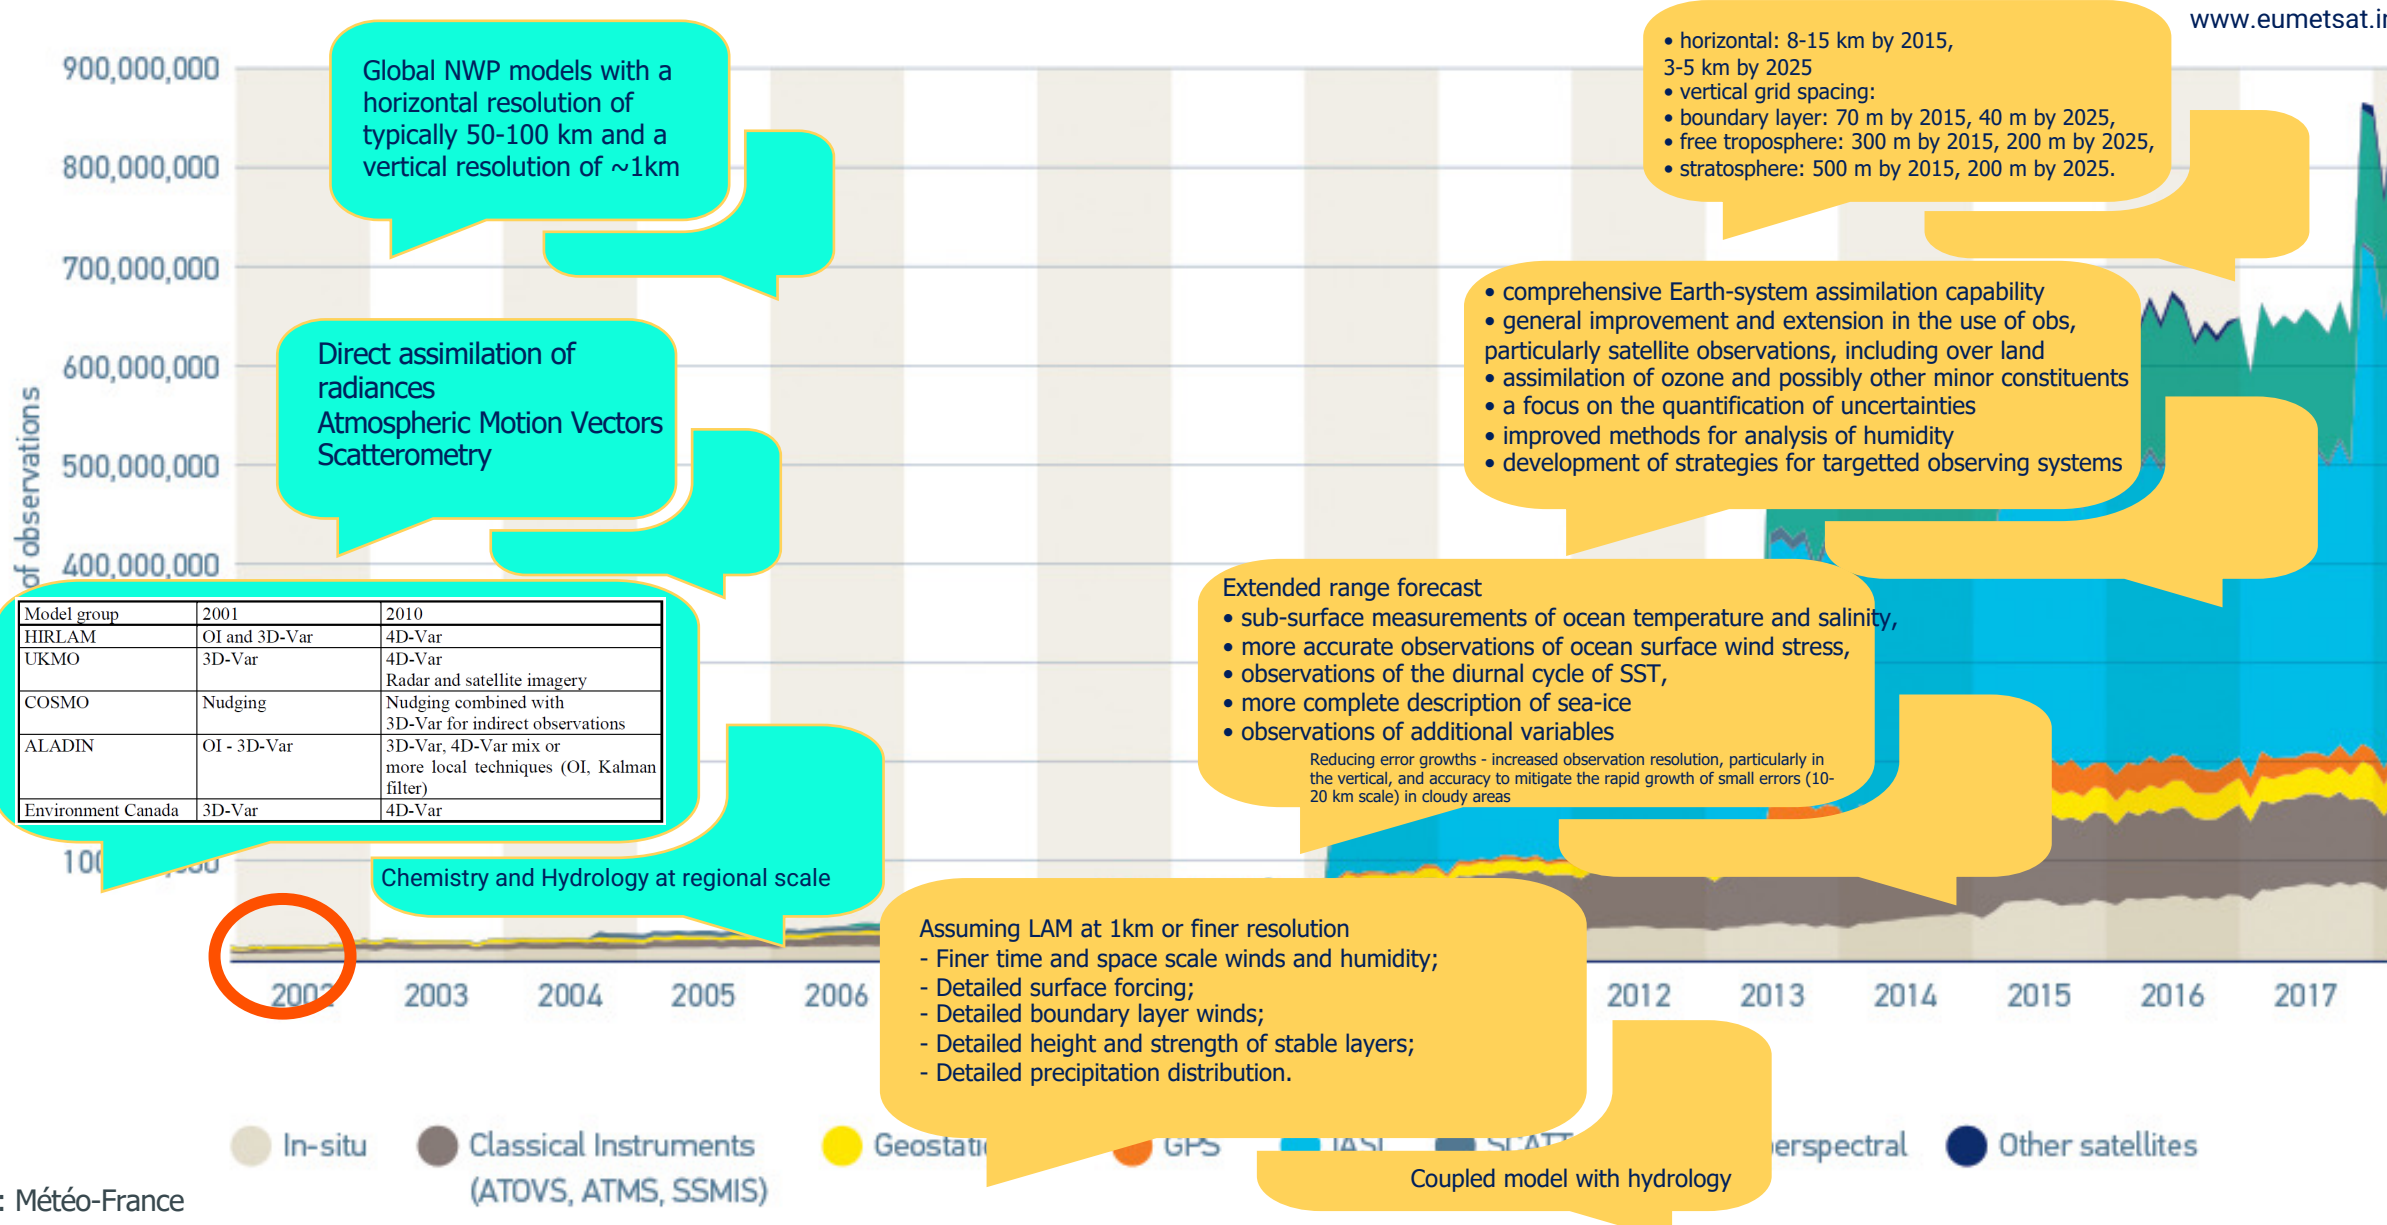 www.eumetsat.in
• horizontal: 8-15 km by 2015,
3-5 km by 2025
• vertical grid spacing:
• boundary layer: 70 m by 2015, 40 m by 2025,
• free troposphere: 300 m by 2015, 200 m by 2025,
• stratosphere: 500 m by 2015, 200 m by 2025.
Global NWP models with a
horizontal resolution of
typically 50-100 km and a
vertical resolution of ~1km
900,000,000
800,000,000
700,000,000
600,000,000
500,000,000
400,000,000
of observations
Direct assimilation of
radiances
Atmospheric Motion Vectors
Scatterometry
• comprehensive Earth-system assimilation capability
• general improvement and extension in the use of obs,
particularly satellite observations, including over land
• assimilation of ozone and possibly other minor constituents
• a focus on the quantification of uncertainties
• improved methods for analysis of humidity
• development of strategies for targetted observing systems
Model group 2001 2010
HIRLAM OI and 3D-Var 4D-Var
UKMO 3D-Var 4D-Var
Radar and satellite imagery
COSMO Nudging Nudging combined with
3D-Var for indirect observations
ALADIN OI - 3D-Var 3D-Var, 4D-Var mix or
more local techniques (OI, Kalman
filter)
Environment Canada 3D-Var 4D-Var
Extended range forecast
• sub-surface measurements of ocean temperature and salinity,
• more accurate observations of ocean surface wind stress,
• observations of the diurnal cycle of SST,
• more complete description of sea-ice
• observations of additional variables
Reducing error growths - increased observation resolution, particularly in
the vertical, and accuracy to mitigate the rapid growth of small errors (10-
20 km scale) in cloudy areas
Chemistry and Hydrology at regional scale
Assuming LAM at 1km or finer resolution
- Finer time and space scale winds and humidity;
- Detailed surface forcing;
- Detailed boundary layer winds;
- Detailed height and strength of stable layers;
- Detailed precipitation distribution.
2002 2003 2004 2005 2006 2012 2013 2014 2015 2016 2017
In-situ
Classical Instruments
(ATOVS, ATMS, SSMIS)
Geostati
GPS
IASI
SCATT
erspectral
Other satellites
Coupled model with hydrology
: Météo-France